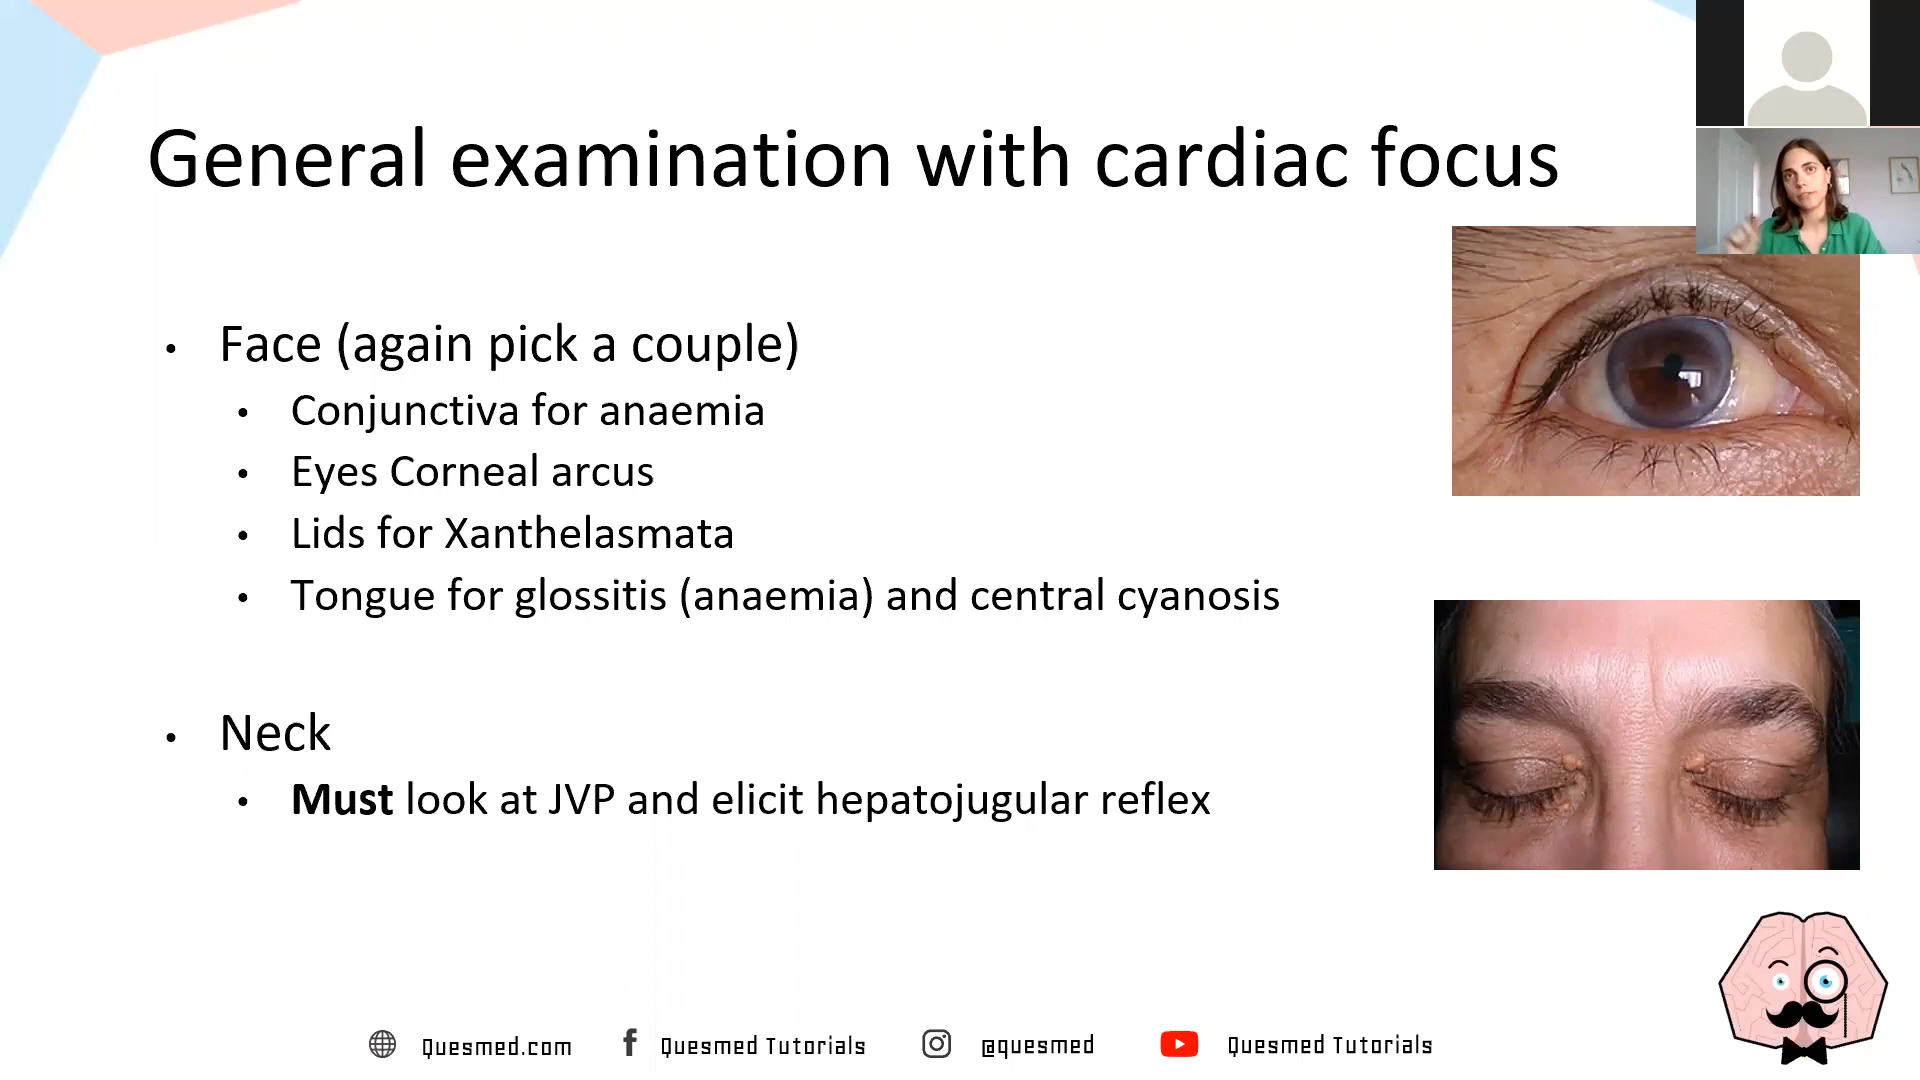 General examination with cardiac focus
• Face (again pick a couple)
• Conjunctiva for anaemia
• Eyes Corneal arcus
• Lids for Xanthelasmata
• Tongue for glossitis (anaemia) and central cyanosis
• Neck
• Must look at JVP and elicit hepatojugular reflex
Quesmed.com Quesmed Tutorials @quesmed Quesmed Tutorials